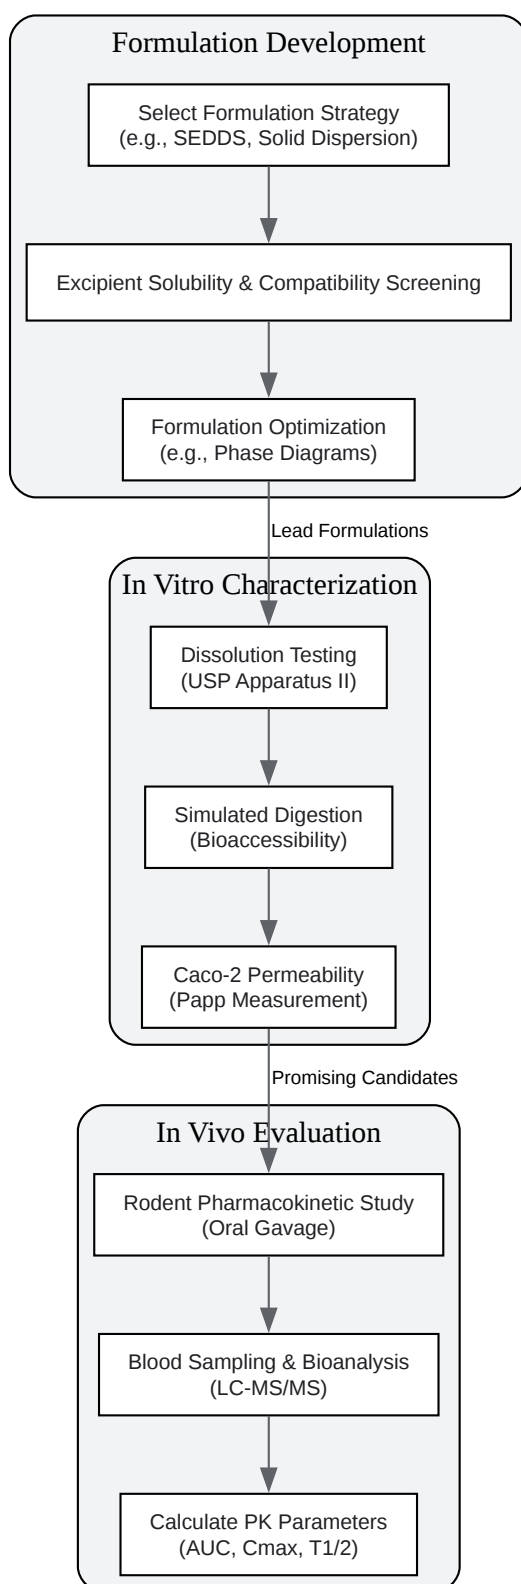 Formulation Development
Select Formulation Strategy
(e.g., SEDDS, Solid Dispersion)
Excipient Solubility & Compatibility Screening
Formulation Optimization
(e.g., Phase Diagrams)
Lead Formulations
In Vitro Characterization
Dissolution Testing
(USP Apparatus II)
Simulated Digestion
(Bioaccessibility)
Caco-2 Permeability
(Papp Measurement)
Promising Candidates
In Vivo Evaluation
Rodent Pharmacokinetic Study
(Oral Gavage)
Blood Sampling & Bioanalysis
(LC-MS/MS)
Calculate PK Parameters
(AUC, Cmax, T1/2)